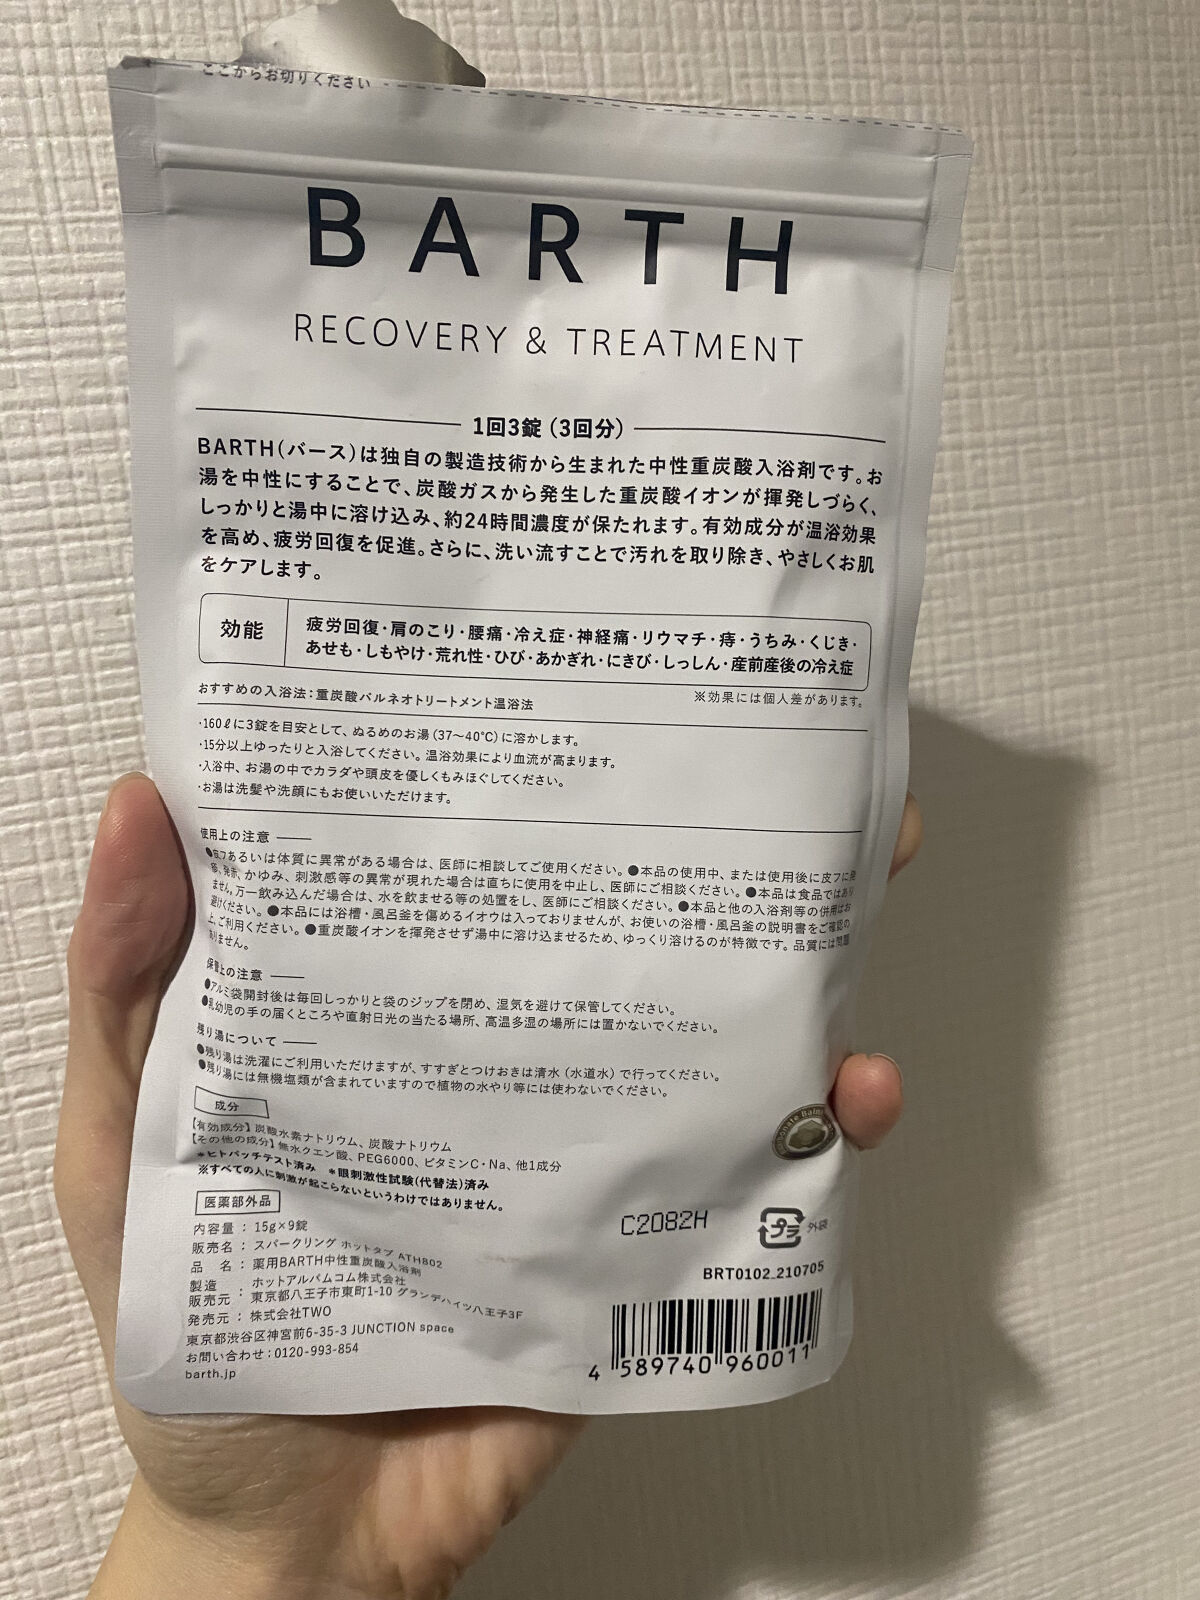 ここからお切りください
BARTH
RECOVERY & TREATMENT
1回3錠（3回分）
BARTH(バース)は独自の製造技術から生まれた中性重炭酸入浴剤です。お
湯を中性にすることで、炭酸ガスから発生した重炭酸イオンが揮発しづらく、
しっかりと湯中に溶け込み、約24時間濃度が保たれます。有効成分が温浴効果
を高め、疲労回復を促進。さらに、洗い流すことで汚れを取り除き、やさしくお肌
をケアします。
効能
疲労回復・肩のこり・腰痛・冷え症・神経痛・リウマチ・痔・うちみ・くじき・
あせも・しもやけ・荒れ性・ひび・あかぎれ・にきび・しっしん・産前産後の冷え症
※効果には個人差があります。
おすすめの入浴法：重炭酸バルネオトリートメント温浴法
・160ℓに3錠を目安として、ぬるめのお湯（37〜40℃）に溶かします。
・15分以上ゆったりと入浴してください。温浴効果により血流が高まります。
・入浴中、お湯の中でカラダや頭皮を優しくもみほぐしてください。
・お湯は洗髪や洗顔にもお使いいただけます。
使用上の注意
●皮フあるいは体質に異常がある場合は、医師に相談してご使用ください。●本品の使用中、または使用後に皮フに発
疹、発赤、かゆみ、刺激感等の異常が現れた場合は直ちに使用を中止し、医師にご相談ください。●本品は食品ではあり
ません。万一飲み込んだ場合は、水を飲ませる等の処置をし、医師にご相談ください。●本品と他の入浴剤等の併用はお
避けください。●本品には浴槽・風呂釜を傷めるイオウは入っておりませんが、お使いの浴槽・風呂釜の説明書をご確認の
上、ご利用ください。●重炭酸イオンを揮発させず湯中に溶け込ませるため、ゆっくり溶けるのが特徴です。品質には問題
ありません。
保管上の注意
●アルミ袋開封後は毎回しっかりと袋のジップを閉め、湿気を避けて保管してください。
●乳幼児の手の届くところや直射日光の当たる場所、高温多湿の場所には置かないでください。
残り湯について
●残り湯は洗濯にご利用いただけますが、すすぎとつけおきは清水（水道水）で行ってください。
●残り湯には無機塩類が含まれていますので植物の水やり等には使わないでください。
成分
【有効成分】炭酸水素ナトリウム、炭酸ナトリウム
【その他の成分】無水クエン酸、PEG6000、ビタミンC・Na、他1成分
＊ヒトパッチテスト済み ＊眼刺激性試験(代替法)済み
※すべての人に刺激が起こらないというわけではありません。
医薬部外品
内容量：15g×9錠
販売名：スパークリング ホットタブ ATH802
品 名：薬用BARTH中性重炭酸入浴剤
製造販売元：ホットアルバムコム株式会社
東京都八王子市東町1-10 グランデハイツ八王子3F
発売元：株式会社TWO
東京都渋谷区神宮前6-35-3 JUNCTION space
お問い合わせ：0120-993-854
barth.jp
C2082H
プラ 外袋
BRT0102_210705
4 589740 960011